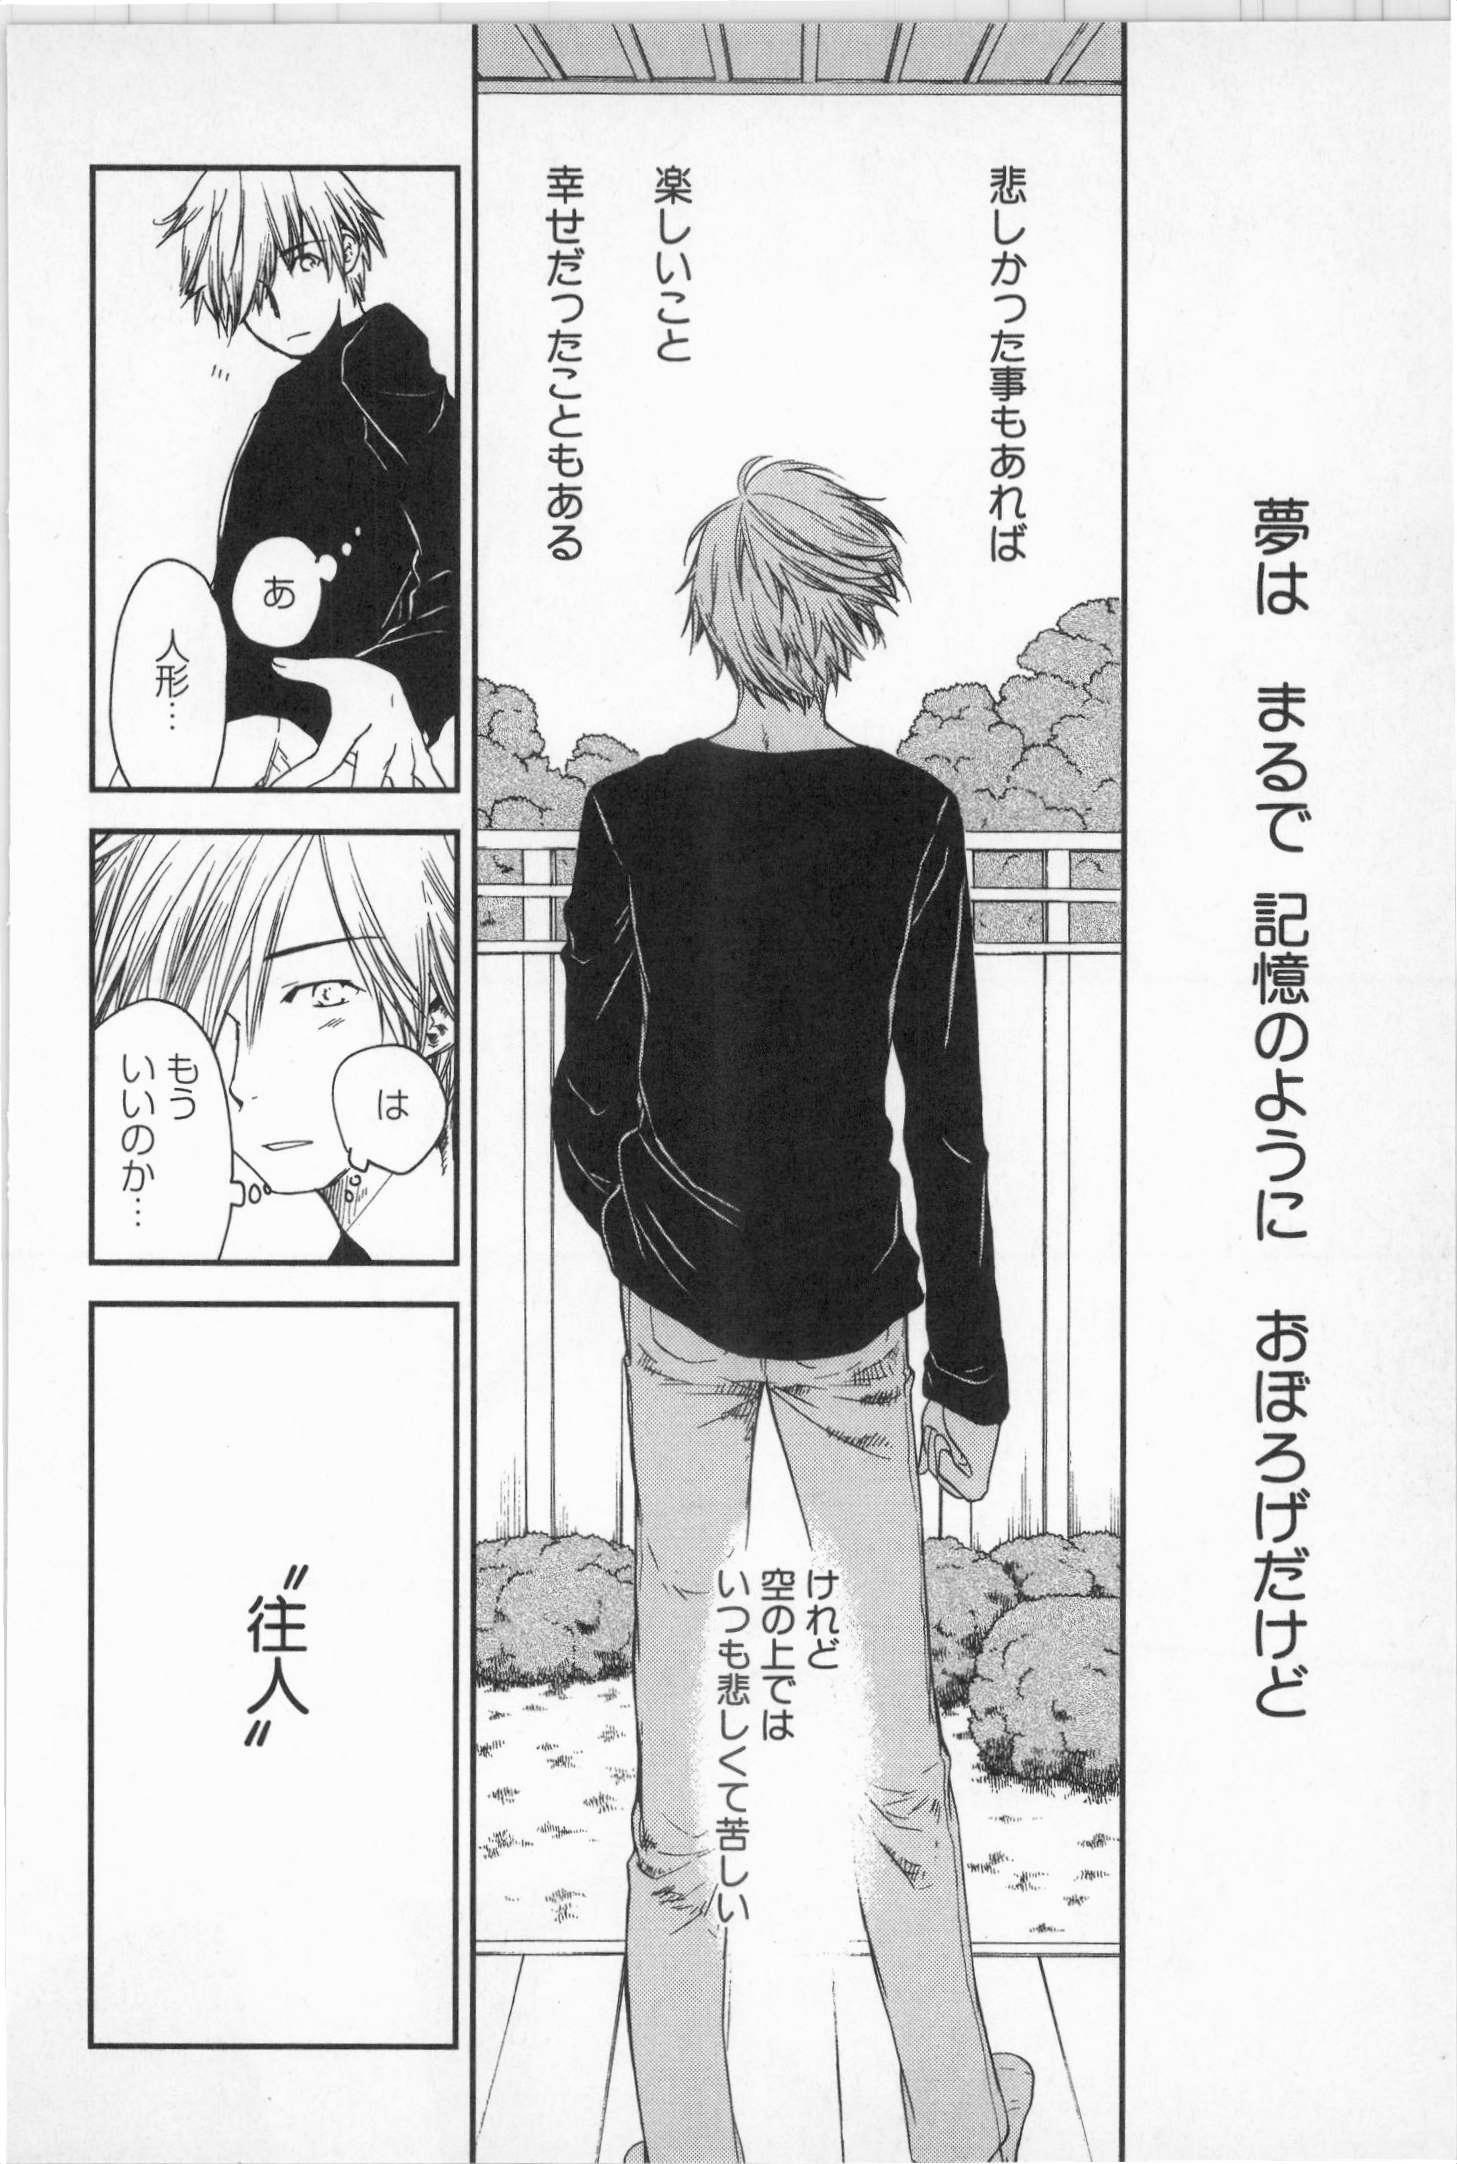 夢は　まるで　記憶のように　おぼろげだけど
悲しかった事もあれば
楽しいこと
幸せだったこともある
けれど
空の上では
いつも悲しくて苦しい
あ
人形…
は
もう
いいのか…
〝往人〟